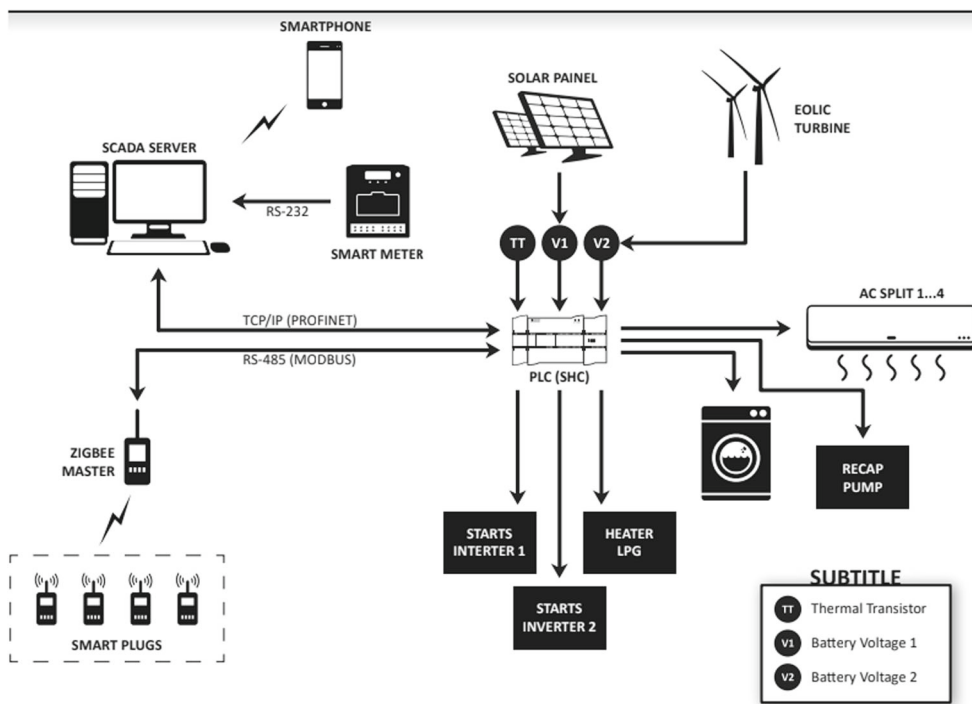 SMARTPHONE
SOLAR PAINEL
EOLIC
TURBINE
SCADA SERVER
RS-232
SMART METER
TT
V1
V2
AC SPLIT 1...4
TCP/IP (PROFINET)
RS-485 (MODBUS)
PLC (SHC)
ZIGBEE
MASTER
RECAP
PUMP
STARTS
INTERTER 1
HEATER
LPG
STARTS
INVERTER 2
SMART PLUGS
SUBTITLE
TT Thermal Transistor
V1 Battery Voltage 1
V2 Battery Voltage 2